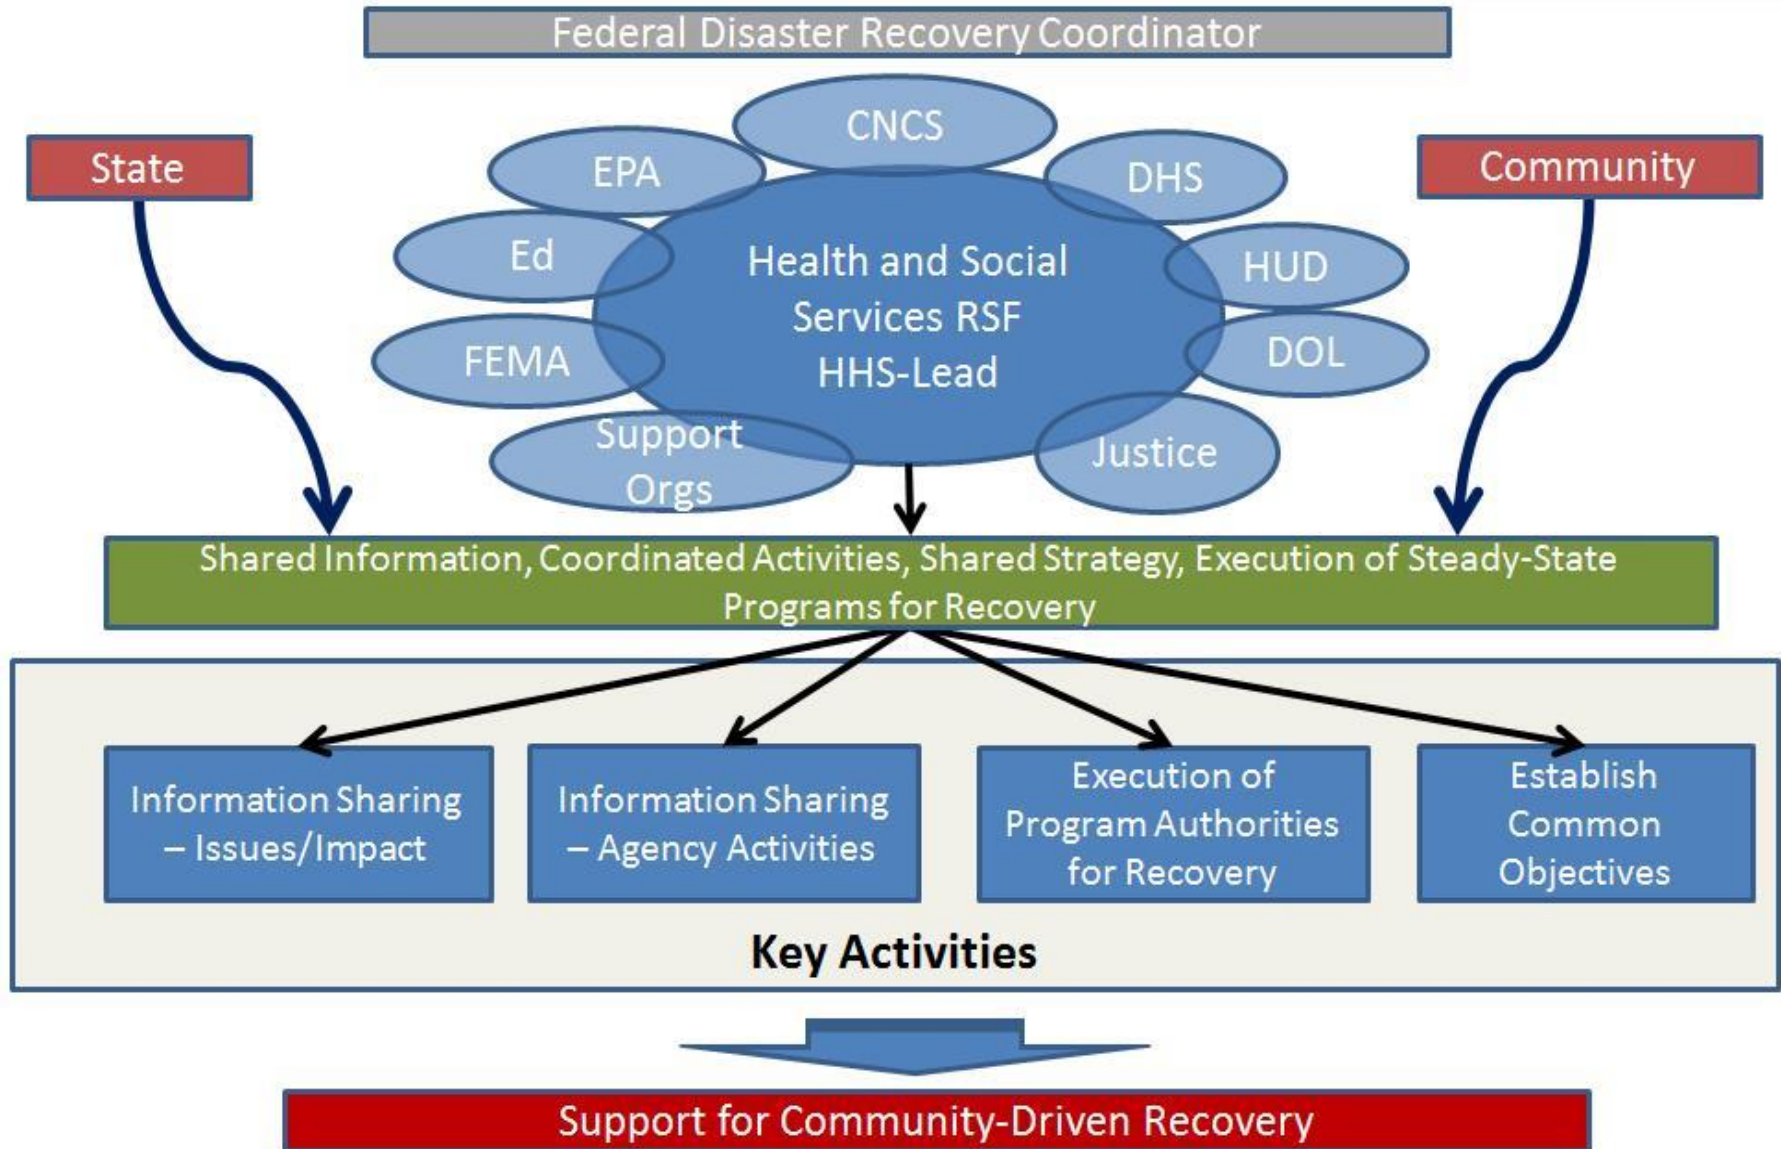 Federal Disaster Recovery Coordinator
CNCS
EPA
DHS
State
Community
Ed
HUD
Health and Social
Services RSF
HHS-Lead
FEMA
DOL
Support
Orgs
Justice
Shared Information, Coordinated Activities, Shared Strategy, Execution of Steady-State
Programs for Recovery
Information Sharing
– Issues/Impact
Information Sharing
– Agency Activities
Execution of
Program Authorities
for Recovery
Establish
Common
Objectives
Key Activities
Support for Community-Driven Recovery